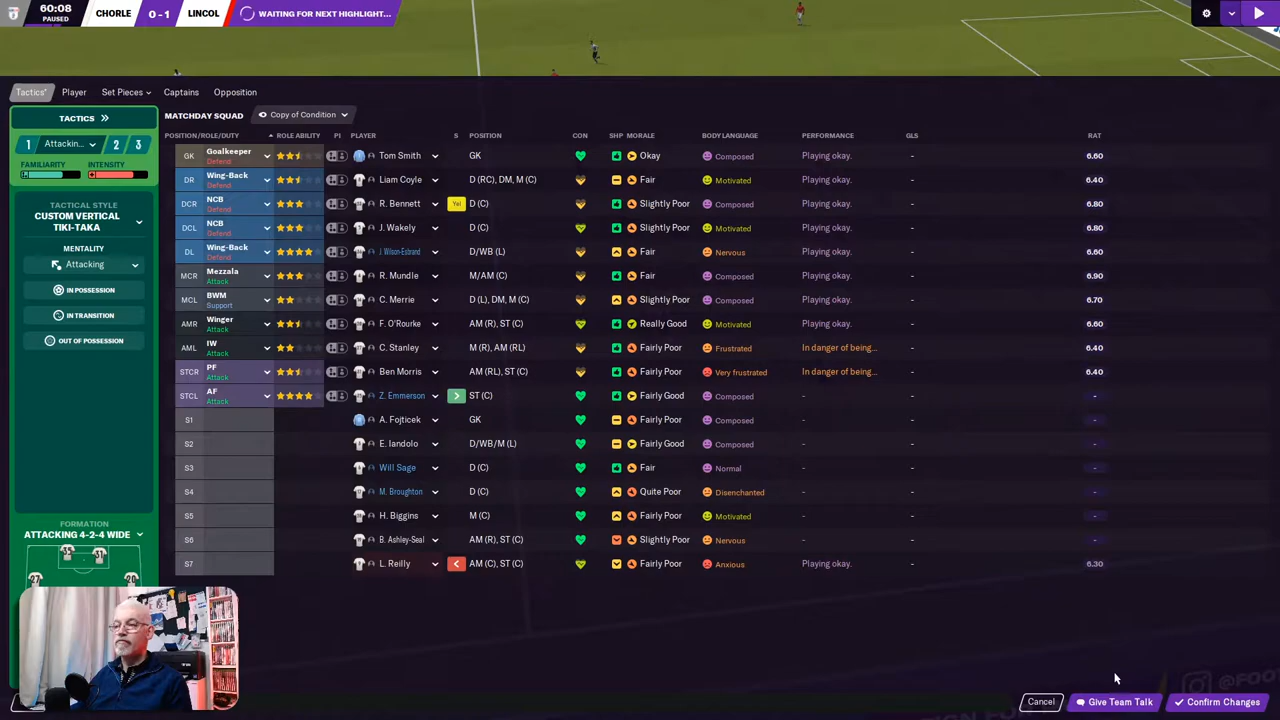 60:08 PAUSED CHORLE 0 - 1 LINCOL WAITING FOR NEXT HIGHLIGHT...
Tactics* Player Set Pieces Captains Opposition
TACTICS
1 Attackin... 2 3
FAMILIARITY INTENSITY
TACTICAL STYLE
CUSTOM VERTICAL
TIKI-TAKA
MENTALITY
Attacking
IN POSSESSION
IN TRANSITION
OUT OF POSSESSION
FORMATION
ATTACKING 4-2-4 WIDE
35 31
27 20
MATCHDAY SQUAD Copy of Condition
POSITION/ROLE/DUTY ROLE ABILITY PI PLAYER S POSITION CON SHP MORALE BODY LANGUAGE PERFORMANCE GLS RAT
GK Goalkeeper Defend Tom Smith GK Okay Composed Playing okay. - 6.60
DR Wing-Back Defend Liam Coyle D (RC), DM, M (C) Fair Motivated Playing okay. - 6.40
DCR NCB Defend R. Bennett Yel D (C) Slightly Poor Composed Playing okay. - 6.80
DCL NCB Defend J. Wakely D (C) Slightly Poor Motivated Playing okay. - 6.80
DL Wing-Back Defend J. Wilson-Esbrand D/WB (L) Fair Nervous Playing okay. - 6.60
MCR Mezzala Attack R. Mundle M/AM (C) Fair Composed Playing okay. - 6.90
MCL BWM Support C. Merrie D (L), DM, M (C) Slightly Poor Composed Playing okay. - 6.70
AMR Winger Attack F. O'Rourke AM (R), ST (C) Really Good Motivated Playing okay. - 6.60
AML IW Attack C. Stanley M (R), AM (RL) Fairly Poor Frustrated In danger of being... - 6.40
STCR PF Attack Ben Morris AM (RL), ST (C) Fairly Poor Very frustrated In danger of being... - 6.40
STCL AF Attack Z. Emmerson ST (C) Fairly Good Composed - - -
S1 A. Fojticek GK Fairly Poor Composed - - -
S2 E. Iandolo D/WB/M (L) Fairly Good Composed - - -
S3 Will Sage D (C) Fair Normal - - -
S4 M. Broughton D (C) Quite Poor Disenchanted - - -
S5 H. Biggins M (C) Fairly Poor Motivated - - -
S6 B. Ashley-Seal AM (R), ST (C) Slightly Poor Nervous - - -
S7 L. Reilly AM (C), ST (C) Fairly Poor Anxious Playing okay. - 6.30
Cancel Give Team Talk Confirm Changes